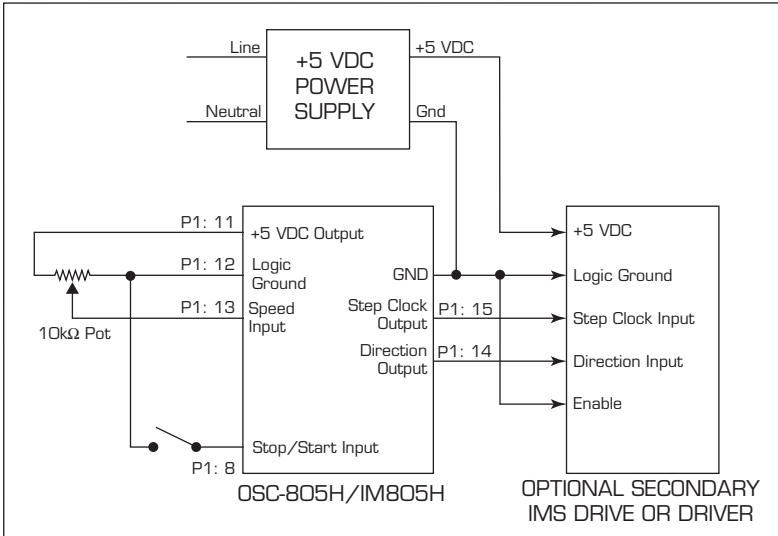 Line
+5 VDC
POWER
SUPPLY
+5 VDC
Neutral
Gnd
P1: 11
+5 VDC Output
P1: 12
Logic
Ground
P1: 13
Speed
Input
10kΩ Pot
GND
Step Clock
Output
P1: 15
Direction
Output
P1: 14
Stop/Start Input
P1: 8
OSC-805H/IM805H
+5 VDC
Logic Ground
Step Clock Input
Direction Input
Enable
OPTIONAL SECONDARY
IMS DRIVE OR DRIVER